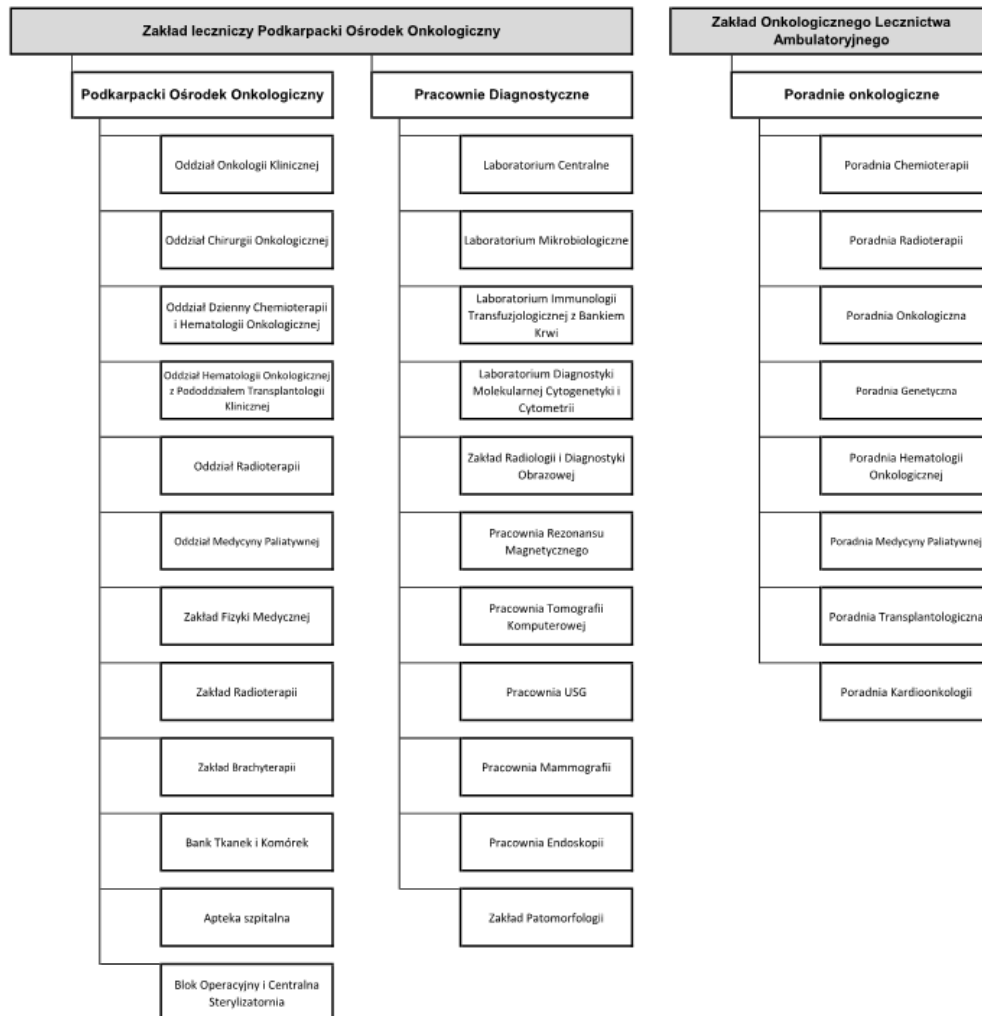 Zakład leczniczy Podkarpacki Ośrodek Onkologiczny
Podkarpacki Ośrodek Onkologiczny
Oddział Onkologii Klinicznej
Oddział Chirurgii Onkologicznej
Oddział Dzienny Chemioterapii
i Hematologii Onkologicznej
Oddział Hematologii Onkologicznej
z Pododdziałem Transplantologii
Klinicznej
Oddział Radioterapii
Oddział Medycyny Paliatywnej
Zakład Fizyki Medycznej
Zakład Radioterapii
Zakład Brachyterapii
Bank Tkanek i Komórek
Apteka szpitalna
Blok Operacyjny i Centralna
Sterylizatornia
Pracownie Diagnostyczne
Laboratorium Centralne
Laboratorium Mikrobiologiczne
Laboratorium Immunologii
Transfuzjologicznej z Bankiem
Krwi
Laboratorium Diagnostyki
Molekularnej Cytogenetyki i
Cytometrii
Zakład Radiologii i Diagnostyki
Obrazowej
Pracownia Rezonansu
Magnetycznego
Pracownia Tomografii
Komputerowej
Pracownia USG
Pracownia Mammografii
Pracownia Endoskopii
Zakład Patomorfologii
Zakład Onkologicznego Lecznictwa
Ambulatoryjnego
Poradnie onkologiczne
Poradnia Chemioterapii
Poradnia Radioterapii
Poradnia Onkologiczna
Poradnia Genetyczna
Poradnia Hematologii
Onkologicznej
Poradnia Medycyny Paliatywnej
Poradnia Transplantologiczna
Poradnia Kardioonkologii